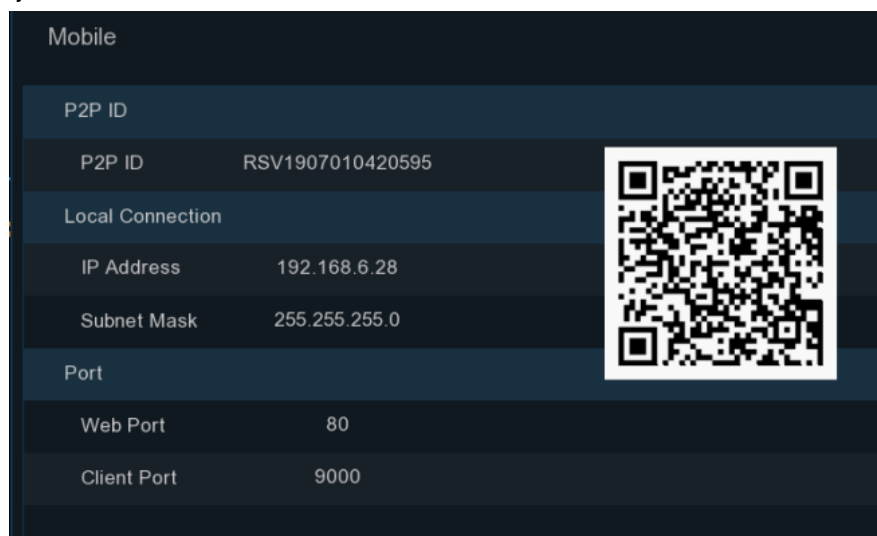 Mobile
P2P ID
P2P ID RSV1907010420595
Local Connection
IP Address 192.168.6.28
Subnet Mask 255.255.255.0
Port
Web Port 80
Client Port 9000